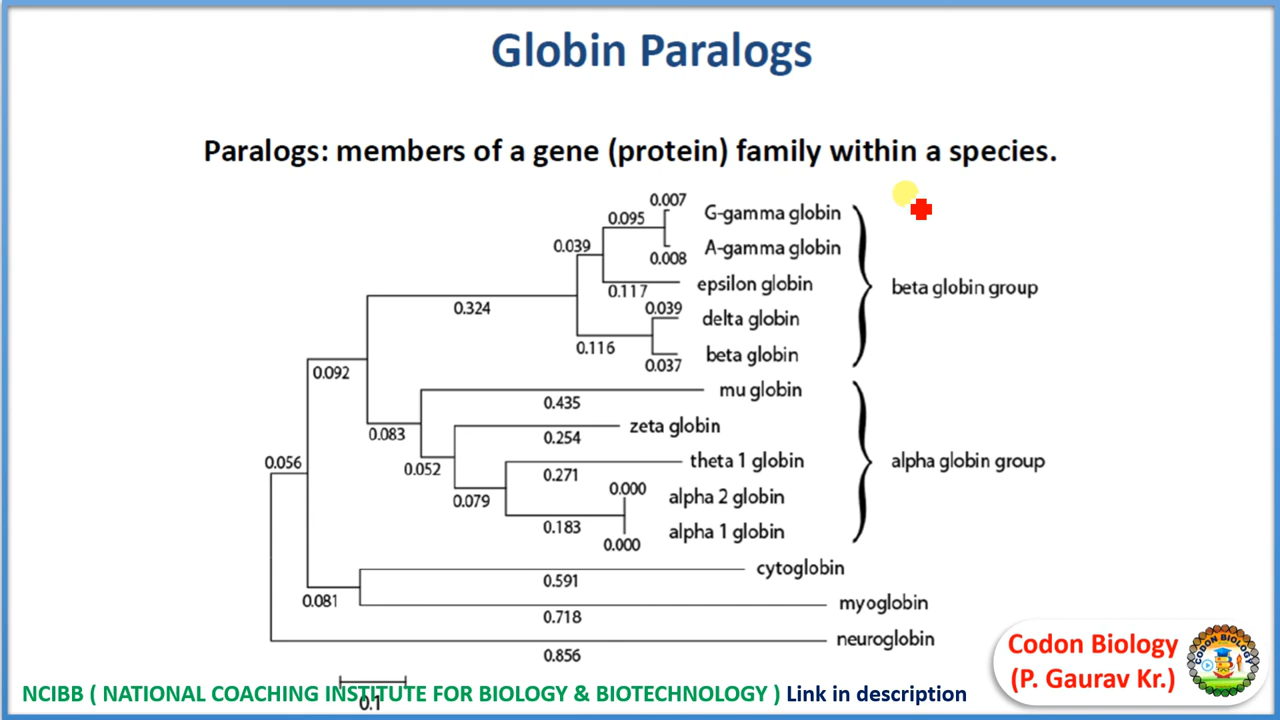 Globin Paralogs
Paralogs: members of a gene (protein) family within a species.
0.007
G-gamma globin
0.095
0.039
A-gamma globin
0.008
epsilon globin
beta globin group
0.117
0.324
0.039
delta globin
0.116
beta globin
0.037
0.092
mu globin
0.435
0.083
zeta globin
0.254
0.056
0.052
theta 1 globin
alpha globin group
0.271
0.079
0.000
alpha 2 globin
0.183
alpha 1 globin
0.000
cytoglobin
0.591
0.081
myoglobin
0.718
neuroglobin
0.856
0.1
Codon Biology
(P. Gaurav Kr.)
CODON BIOLOGY
NCIBB ( NATIONAL COACHING INSTITUTE FOR BIOLOGY & BIOTECHNOLOGY ) Link in description